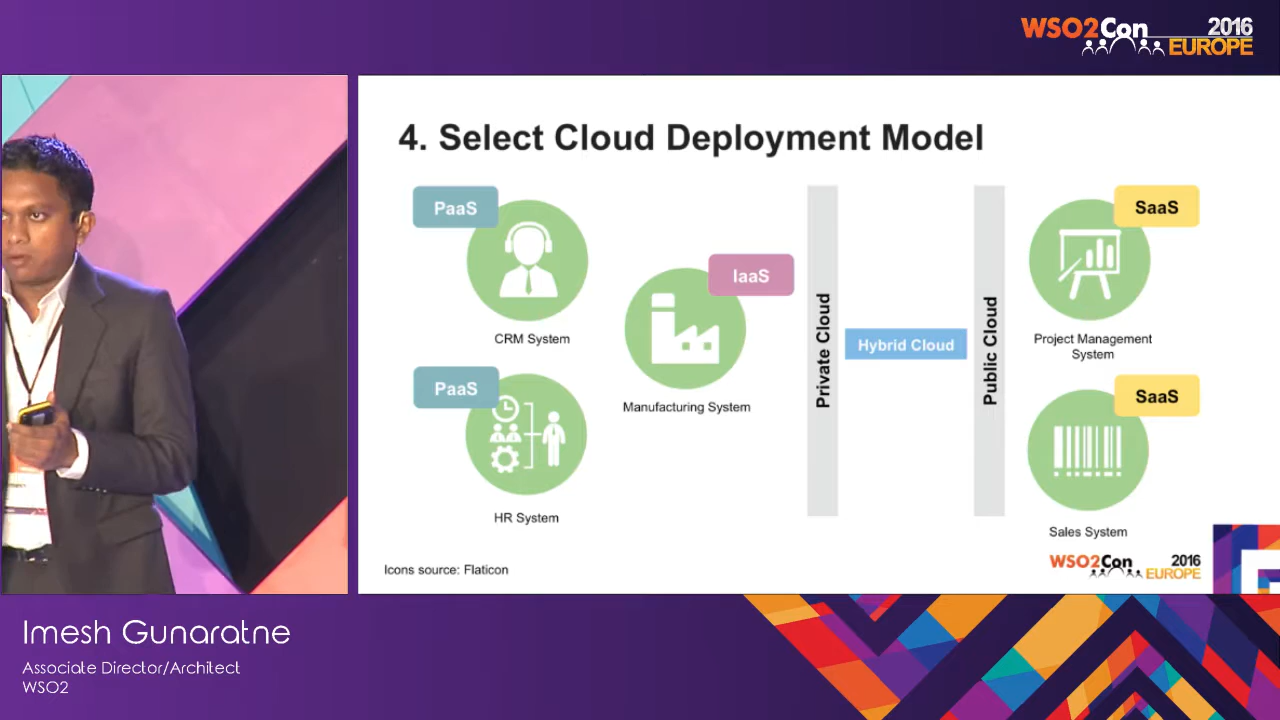 WSO2Con 2016
EUROPE
4. Select Cloud Deployment Model
PaaS
CRM System
IaaS
Manufacturing System
PaaS
HR System
Private Cloud
Hybrid Cloud
Public Cloud
SaaS
Project Management
System
SaaS
Sales System
Icons source: Flaticon
WSO2Con 2016
EUROPE
Imesh Gunaratne
Associate Director/Architect
WSO2